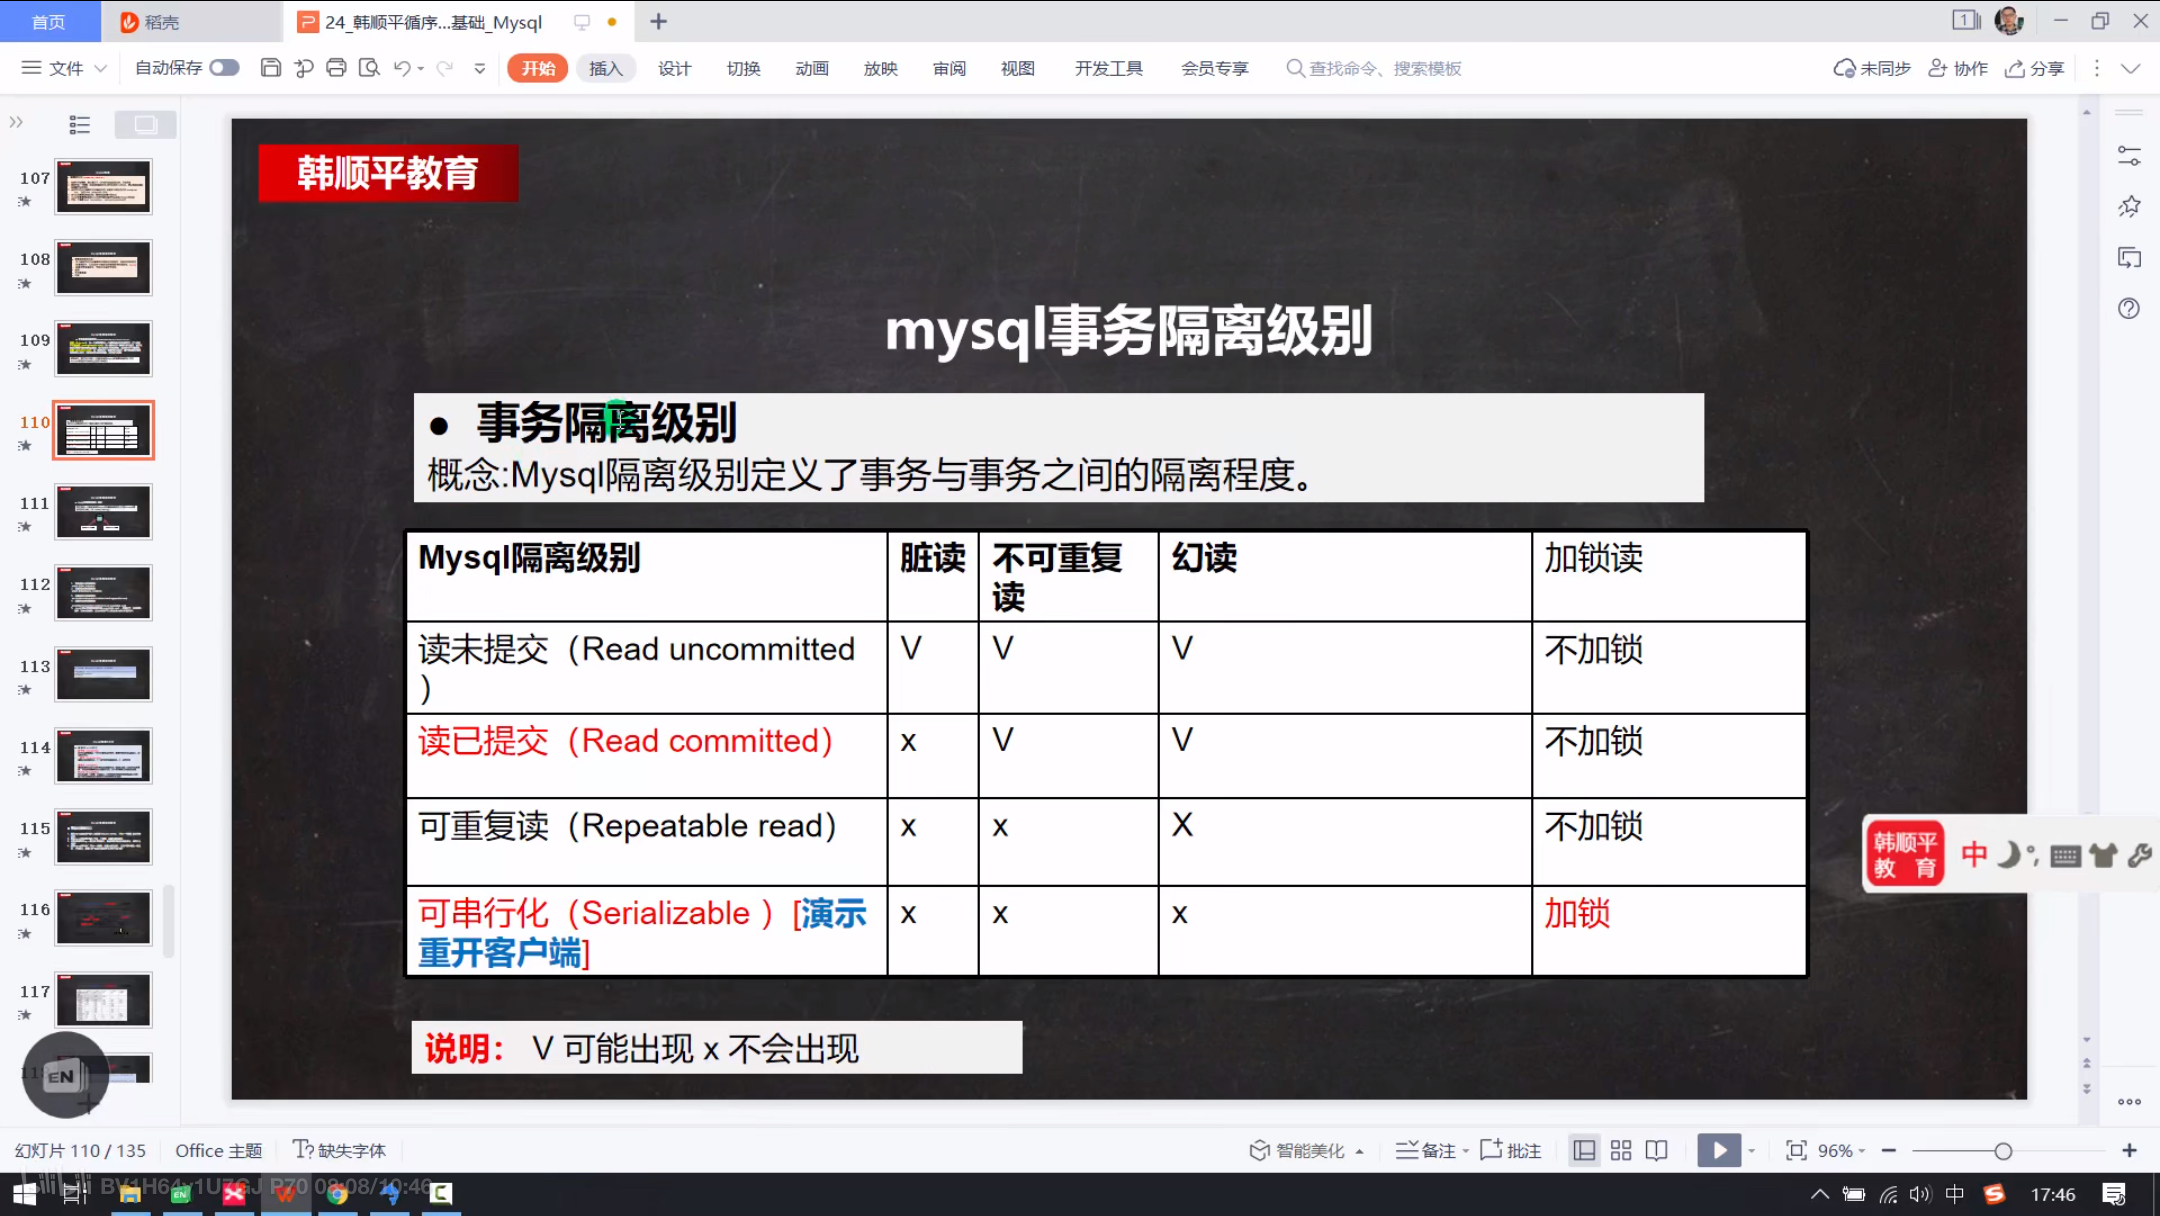 首页
稻壳
24_韩顺平循序...基础_Mysql
文件
自动保存
开始
插入
设计
切换
动画
放映
审阅
视图
开发工具
会员专享
查找命令、搜索模板
未同步
协作
分享
107
108
109
110
111
112
113
114
115
116
117
韩顺平教育
mysql事务隔离级别
● 事务隔离级别
概念:Mysql隔离级别定义了事务与事务之间的隔离程度。
Mysql隔离级别 脏读 不可重复读 幻读 加锁读
读未提交（Read uncommitted） V V V 不加锁
读已提交（Read committed） x V V 不加锁
可重复读（Repeatable read） x x X 不加锁
可串行化（Serializable ）[演示重开客户端] x x x 加锁
说明： V 可能出现 x 不会出现
韩顺平
教 育
中
EN
幻灯片 110 / 135
Office 主题
缺失字体
智能美化
备注
批注
96%
BV1H64y1U7GJ P70 08:08/10:46
中
17:46